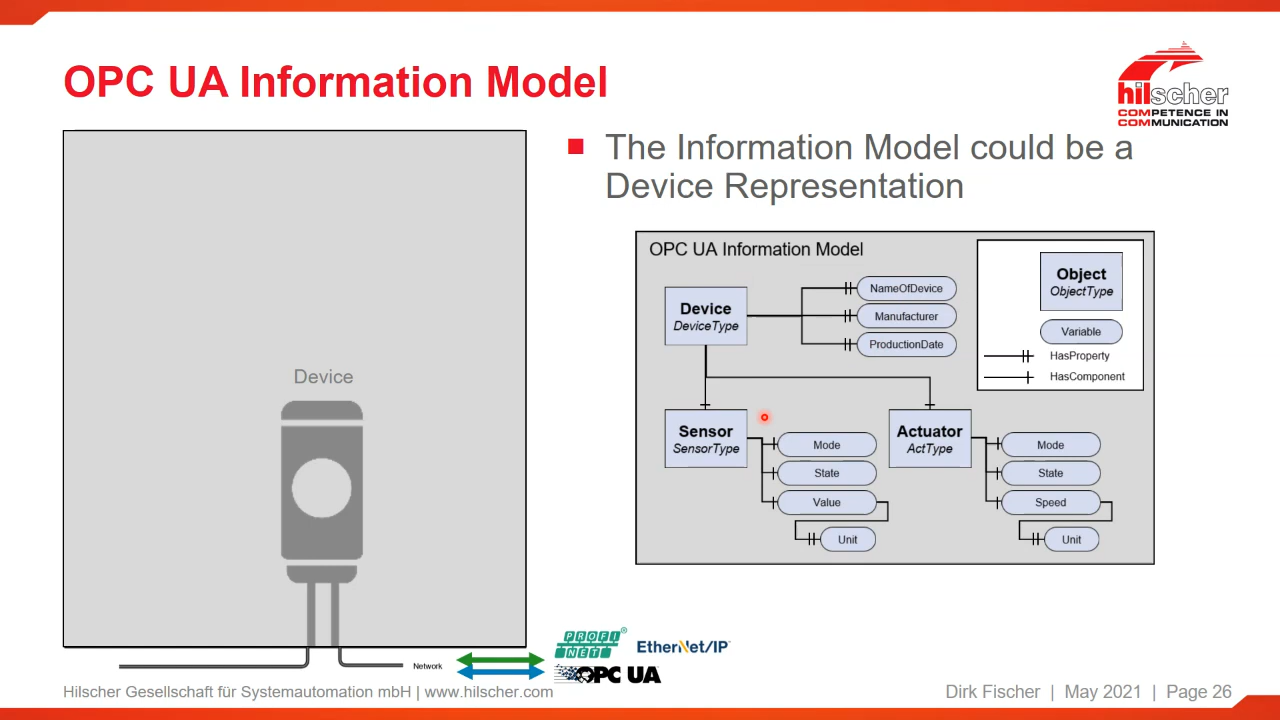 OPC UA Information Model
hilscher
COMPETENCE IN
COMMUNICATION
The Information Model could be a
Device Representation
Device
OPC UA Information Model
Object
ObjectType
Variable
HasProperty
HasComponent
Device
DeviceType
NameOfDevice
Manufacturer
ProductionDate
Sensor
SensorType
Mode
State
Value
Unit
Actuator
ActType
Mode
State
Speed
Unit
Network
PROFI
NET®
EtherNet/IP™
OPC UA
Hilscher Gesellschaft für Systemautomation mbH | www.hilscher.com
Dirk Fischer | May 2021 | Page 26